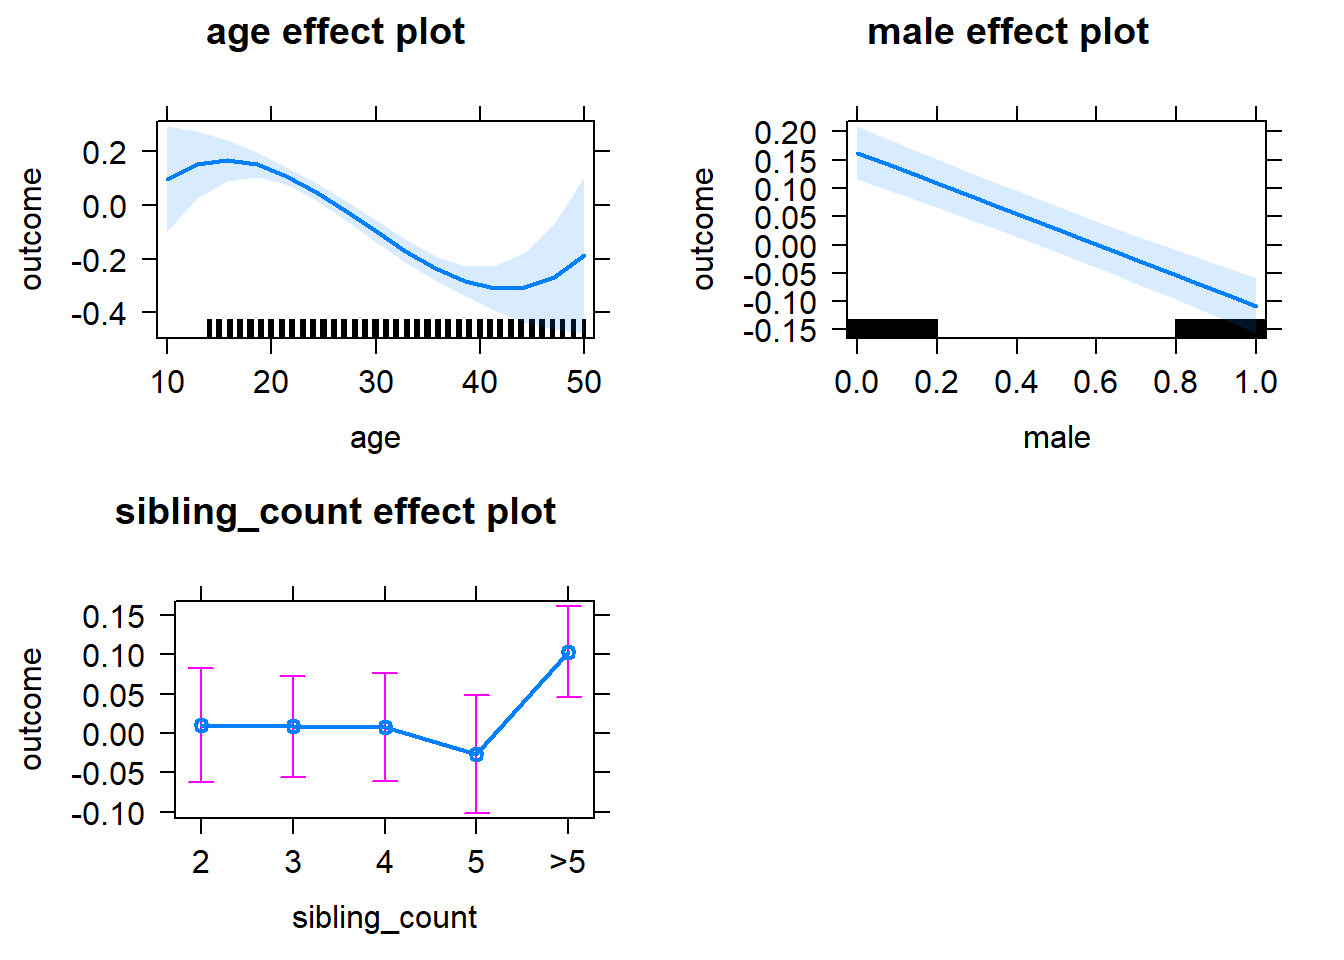 age effect plot
outcome
0.2
0.0
-0.2
-0.4
10 20 30 40 50
age
male effect plot
outcome
0.20
0.15
0.10
0.05
0.00
-0.05
-0.10
-0.15
0.0 0.2 0.4 0.6 0.8 1.0
male
sibling_count effect plot
outcome
0.15
0.10
0.05
0.00
-0.05
-0.10
2 3 4 5 >5
sibling_count